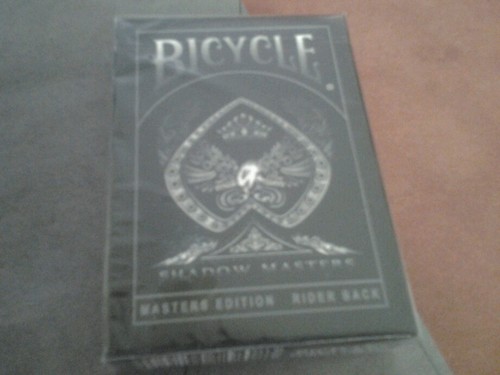 BICYCLE
SHADOW MASTERS
MASTERS EDITION RIDER BACK